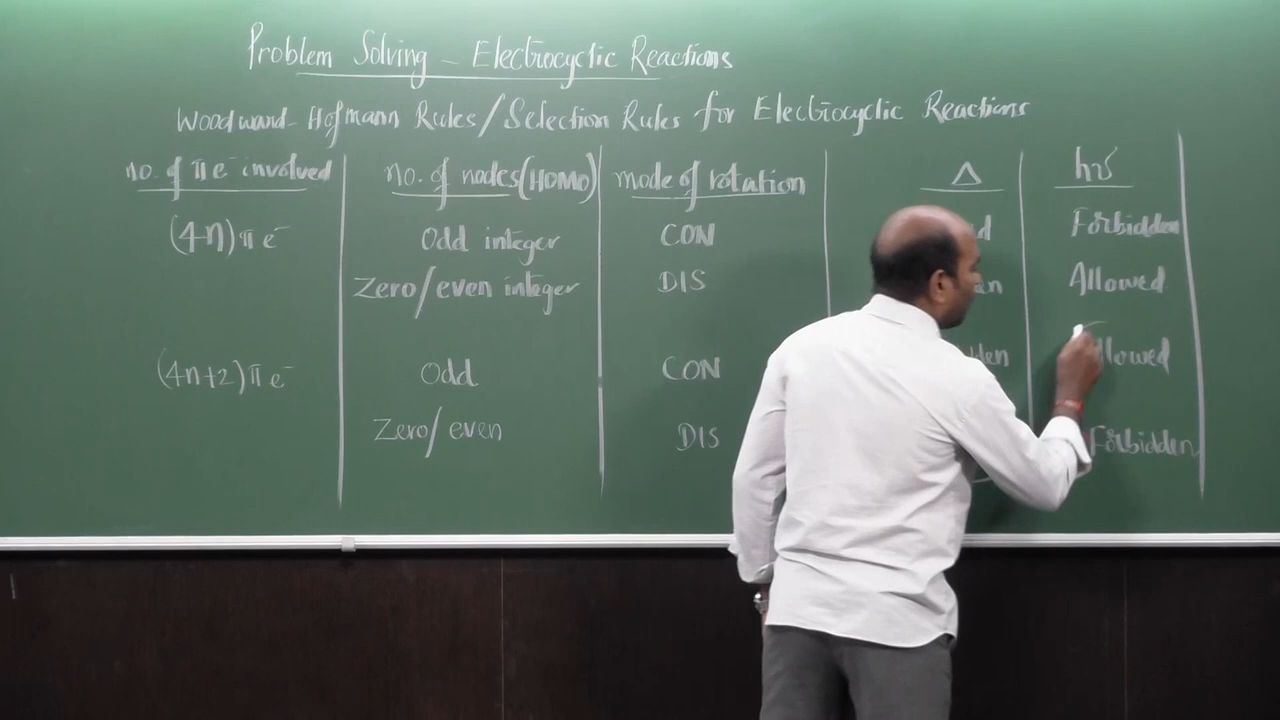 Problem Solving - Electrocyclic Reactions
Woodward-Hofmann Rules/Selection Rules for Electrocyclic Reactions
no. of π e⁻ involved no. of nodes(HOMO) mode of rotation Δ hν
(4n) π e⁻ Odd integer CON Forbidden
Zero/even integer DIS Allowed
(4n+2) π e⁻ Odd CON Allowed
Zero/even DIS Forbidden